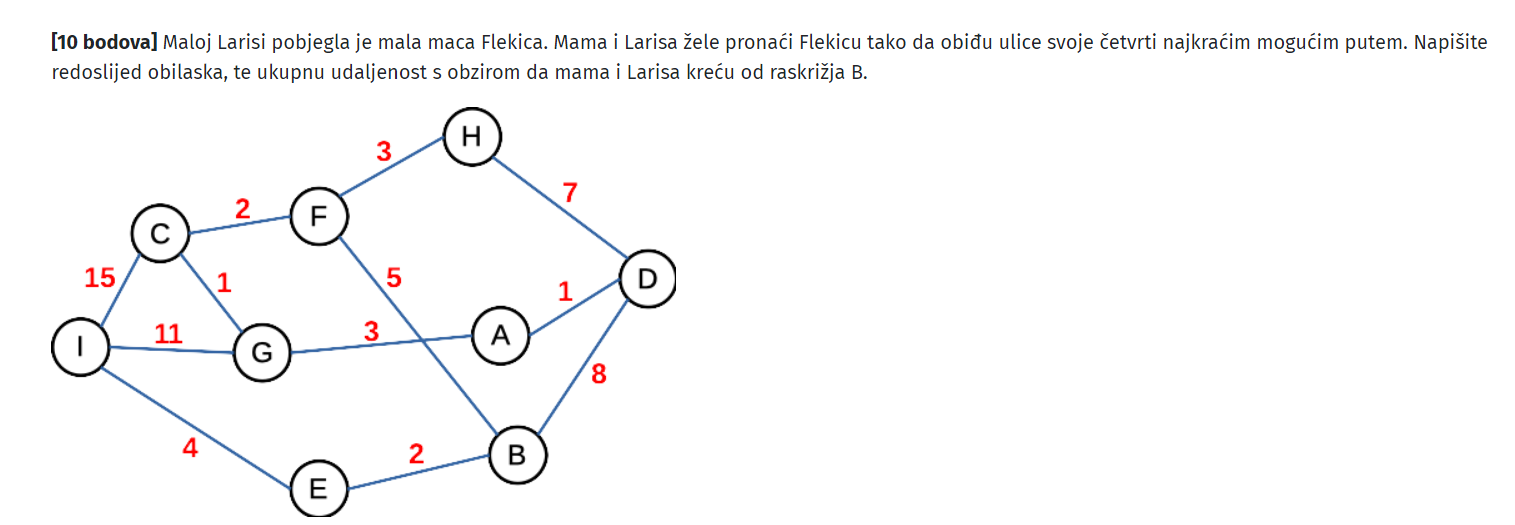 [10 bodova] Maloj Larisi pobjegla je mala maca Flekica. Mama i Larisa žele pronaći Flekicu tako da obiđu ulice svoje četvrti najkraćim mogućim putem. Napišite
redoslijed obilaska, te ukupnu udaljenost s obzirom da mama i Larisa kreću od raskrižja B.
H
3
7
2
F
C
15
1
5
D
1
11
3
A
I
G
8
4
2
B
E